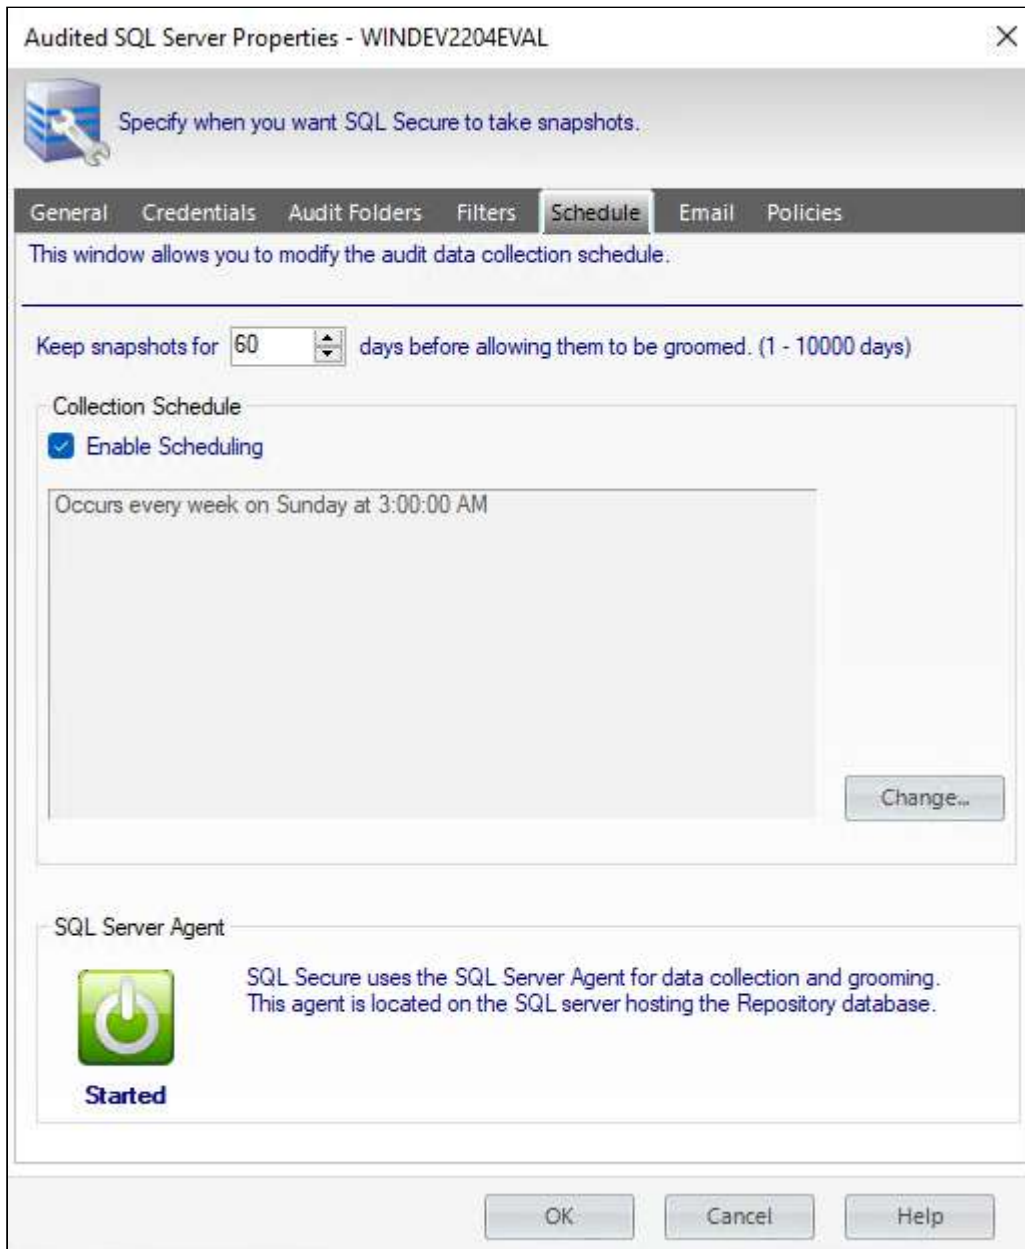 Audited SQL Server Properties - WINDEV2204EVAL
Specify when you want SQL Secure to take snapshots.
General Credentials Audit Folders Filters Schedule Email Policies
This window allows you to modify the audit data collection schedule.
Keep snapshots for 60 days before allowing them to be groomed. (1 - 10000 days)
Collection Schedule
Enable Scheduling
Occurs every week on Sunday at 3:00:00 AM
Change...
SQL Server Agent
SQL Secure uses the SQL Server Agent for data collection and grooming.
This agent is located on the SQL server hosting the Repository database.
Started
OK Cancel Help